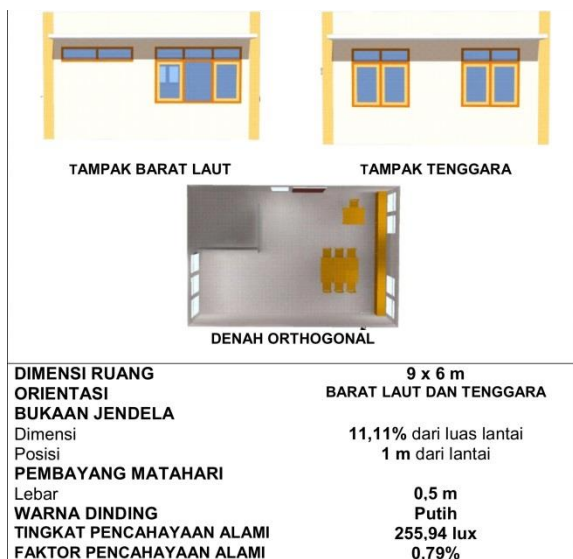 TAMPAK BARAT LAUT TAMPAK TENGGARA
DENAH ORTHOGONAL
DIMENSI RUANG 9 x 6 m
ORIENTASI BARAT LAUT DAN TENGGARA
BUKAAN JENDELA
Dimensi 11,11% dari luas lantai
Posisi 1 m dari lantai
PEMBAYANG MATAHARI
Lebar 0,5 m
WARNA DINDING Putih
TINGKAT PENCAHAYAAN ALAMI 255,94 lux
FAKTOR PENCAHAYAAN ALAMI 0,79%